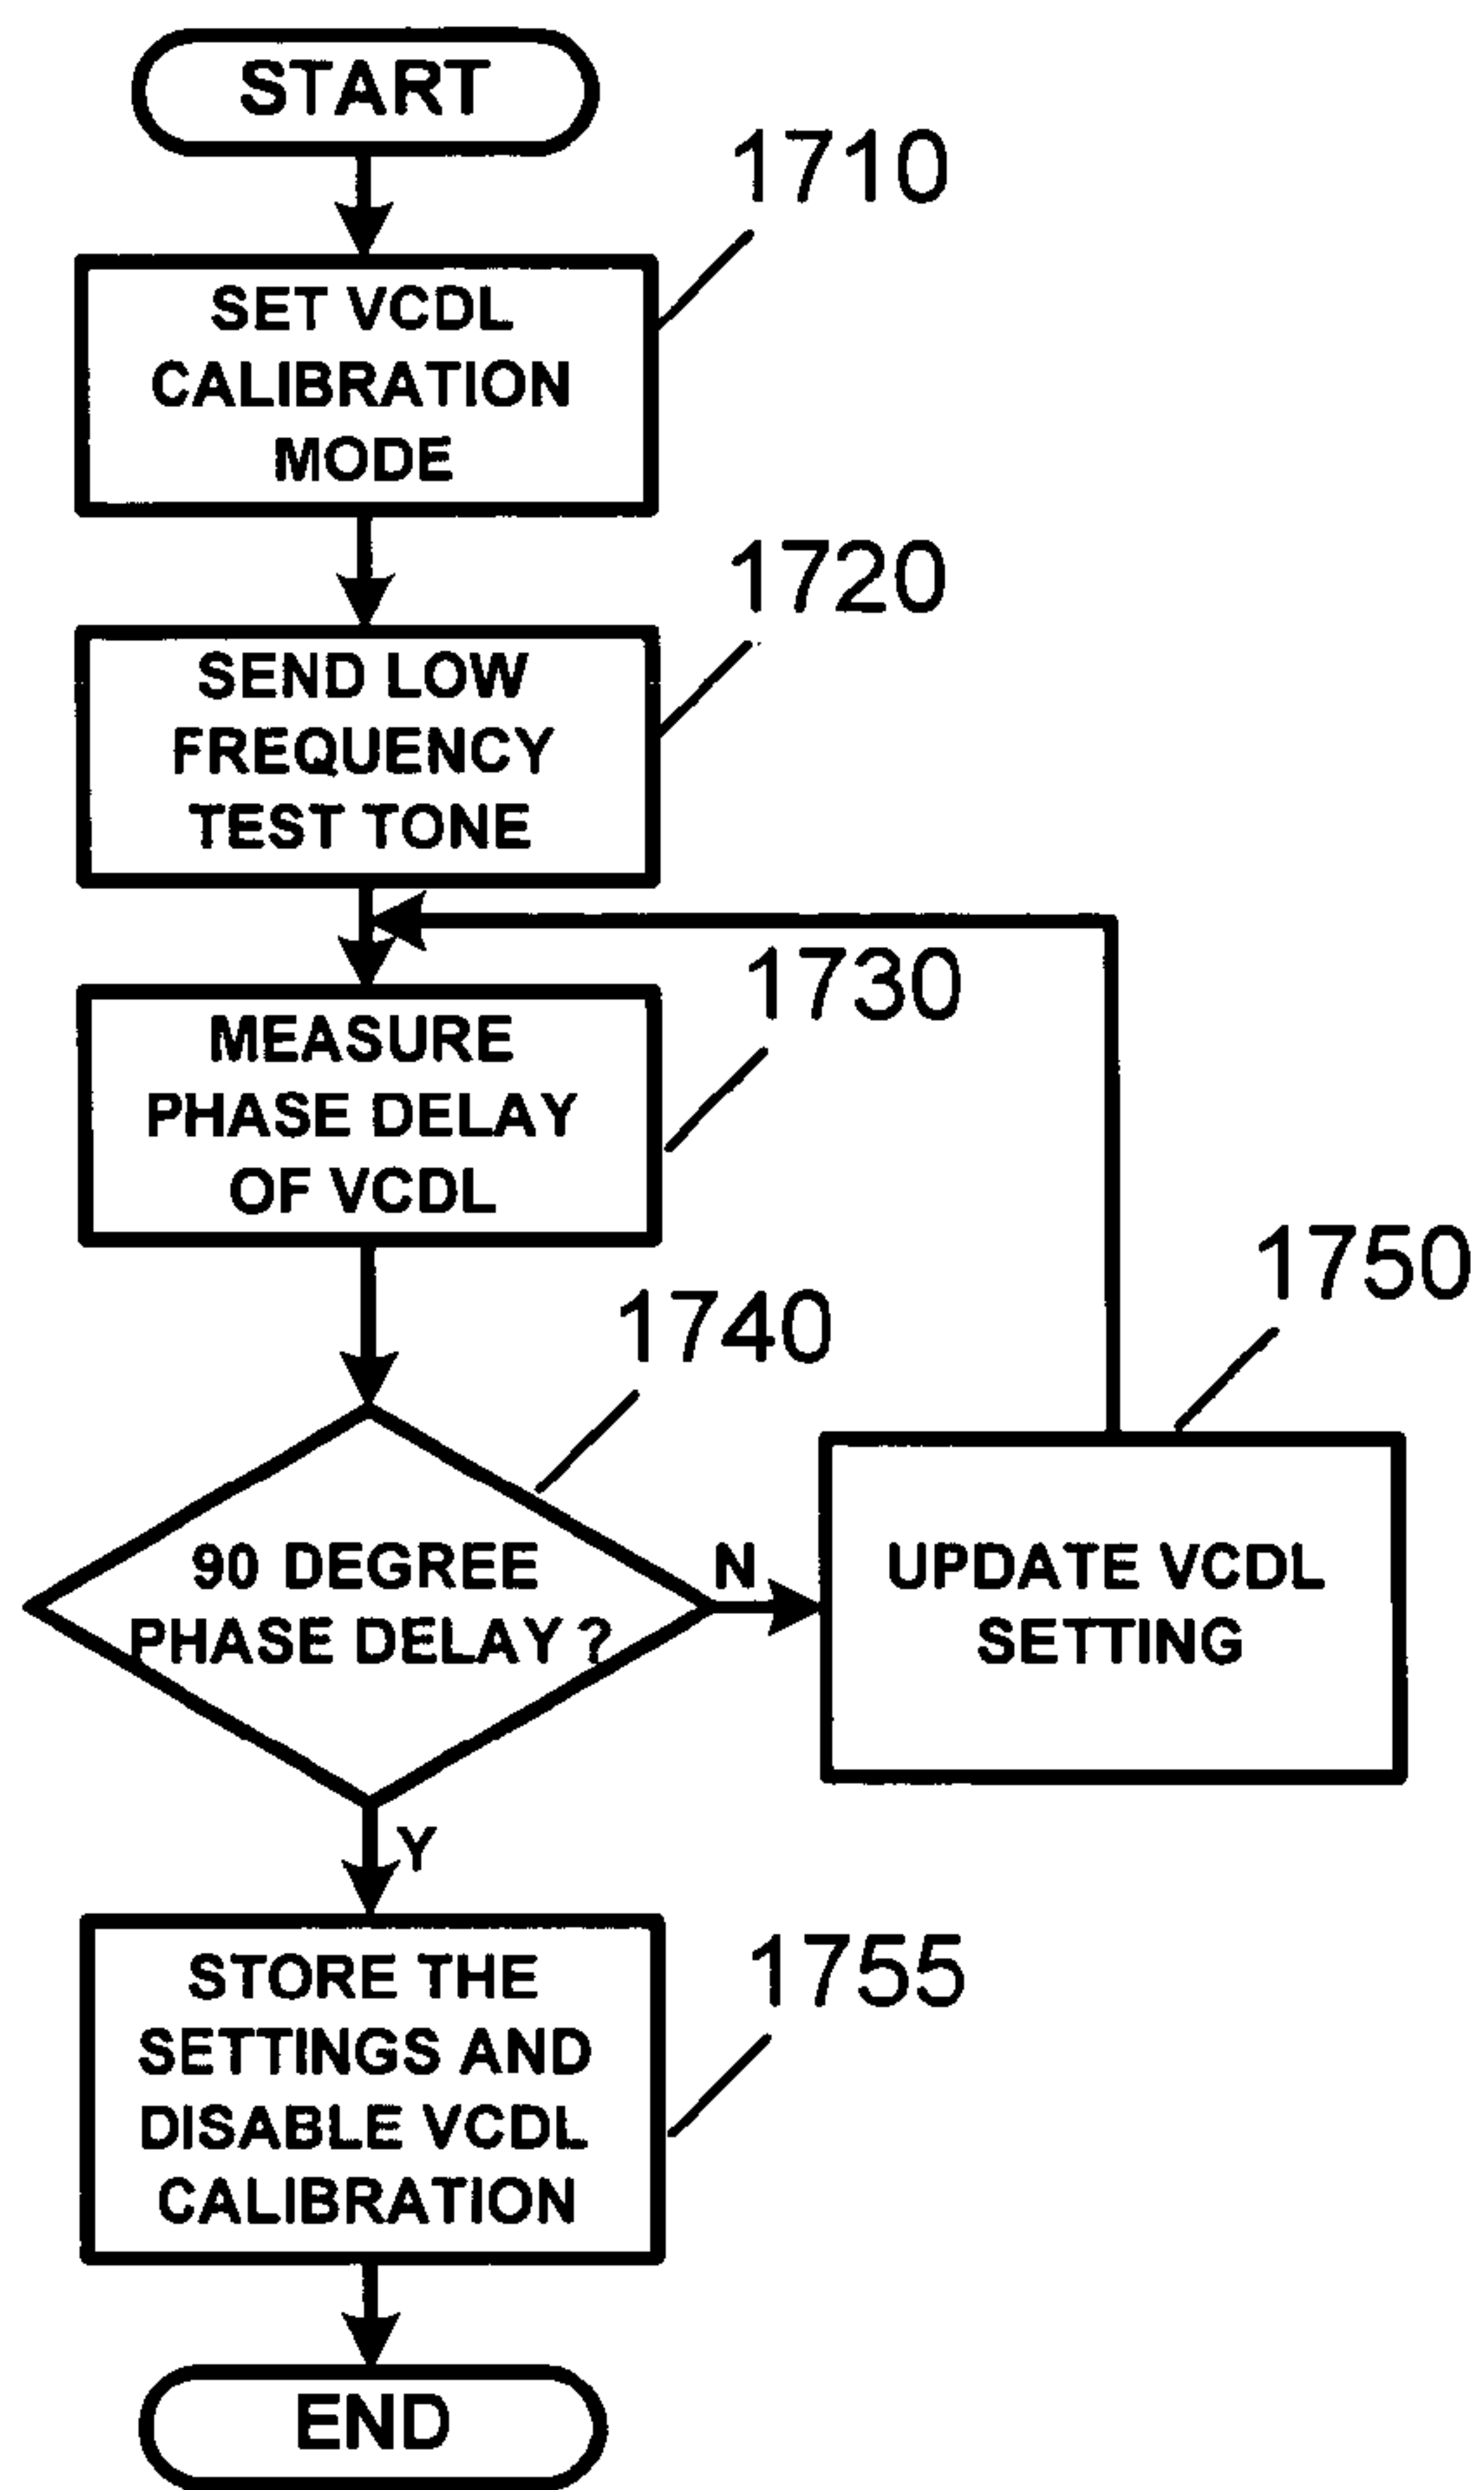 START
1710
SET VCDL
CALIBRATION
MODE
1720
SEND LOW
FREQUENCY
TEST TONE
1730
MEASURE
PHASE DELAY
OF VCDL
1740
1750
90 DEGREE
PHASE DELAY ?
N
UPDATE VCDL
SETTING
Y
1755
STORE THE
SETTINGS AND
DISABLE VCDL
CALIBRATION
END